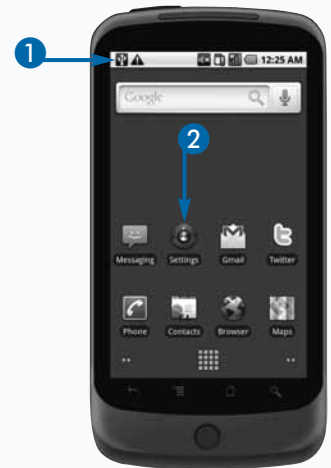 1
12:25 AM
Google
2
Messaging Settings Gmail Twitter
Phone Contacts Browser Maps